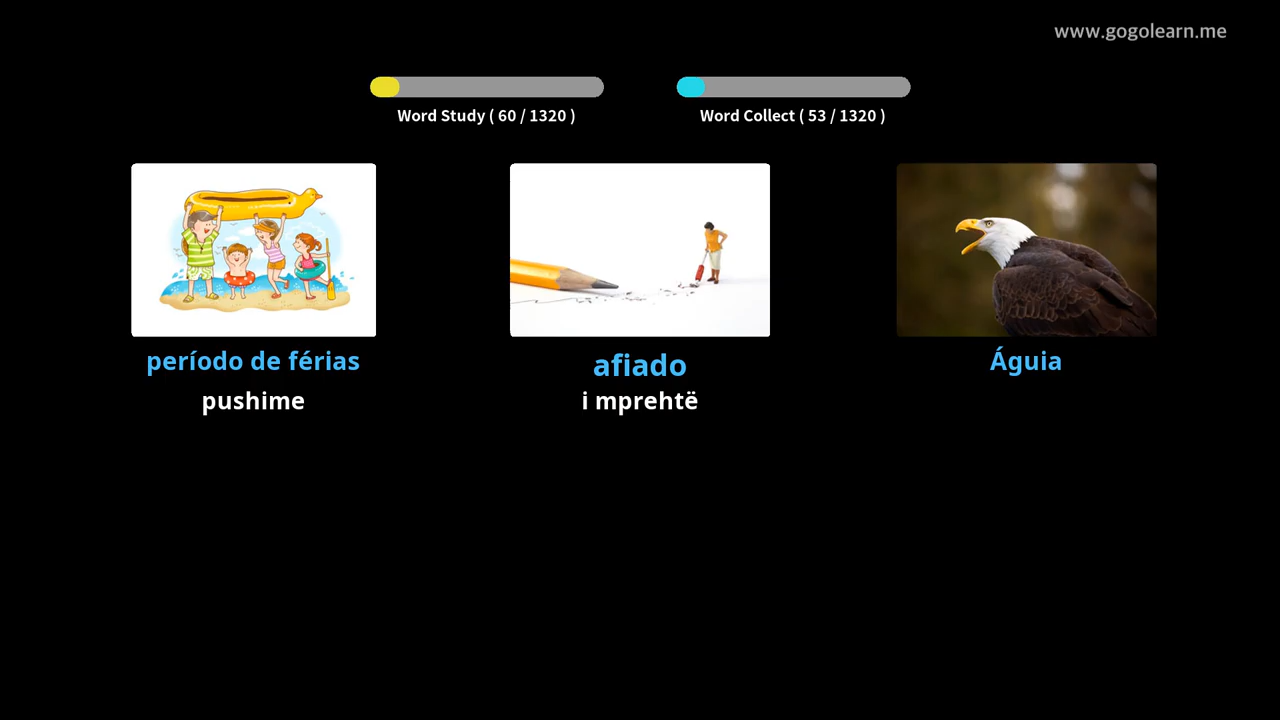 www.gogolearn.me
Word Study ( 60 / 1320 )
Word Collect ( 53 / 1320 )
período de férias
afiado
Águia
pushime
i mprehtë